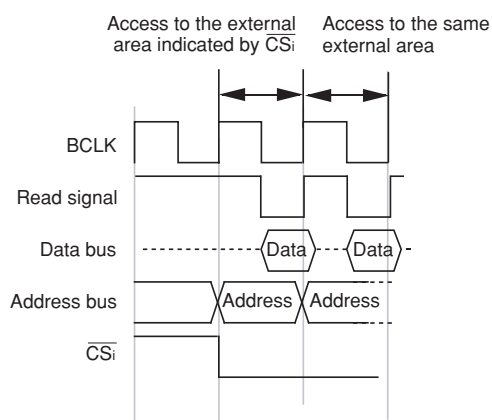 Access to the external
area indicated by CSi
Access to the same
external area
BCLK
Read signal
Data bus
Data
Data
Address bus
Address
Address
CSi